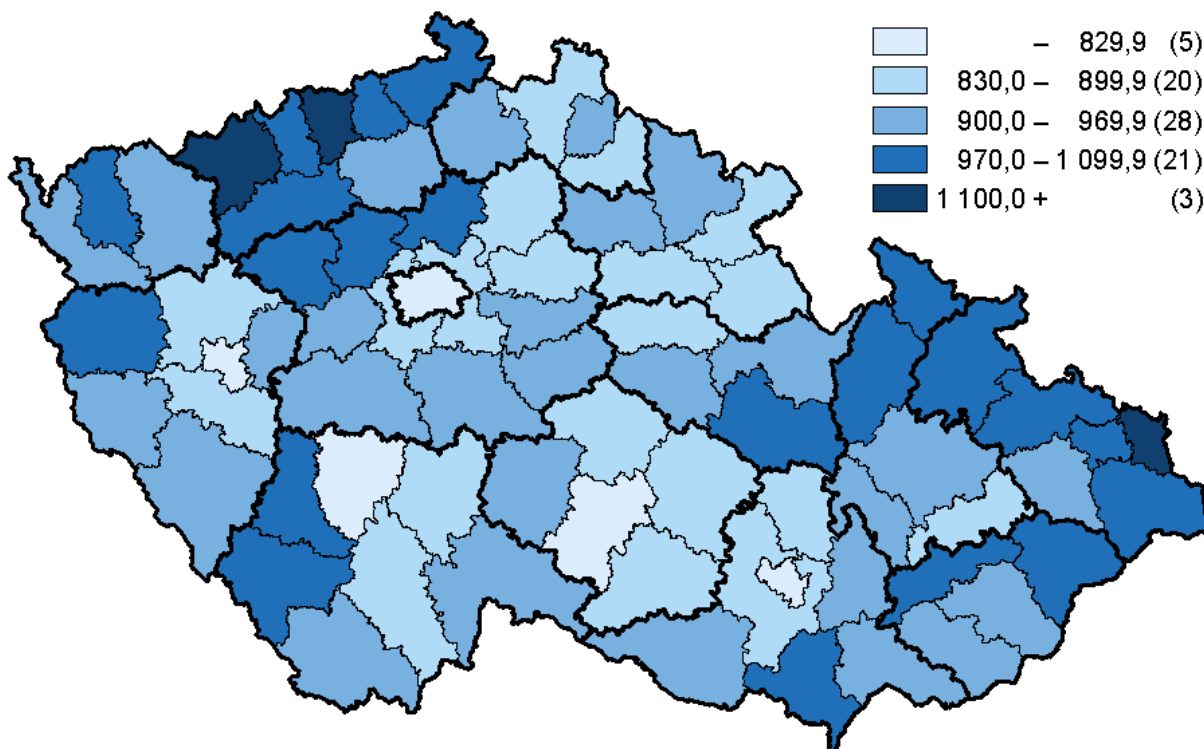 – 829,9 (5)
830,0 – 899,9 (20)
900,0 – 969,9 (28)
970,0 – 1 099,9 (21)
1 100,0 + (3)